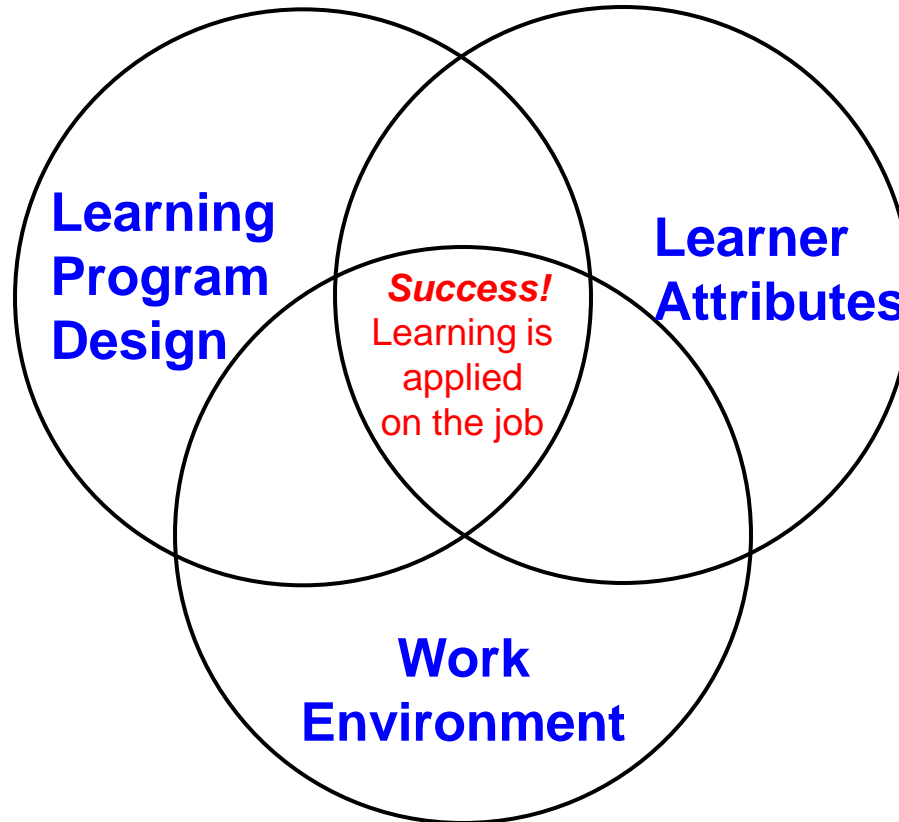 Learning
Program
Design
Learner
Attributes
Success!
Learning is
applied
on the job
Work
Environment